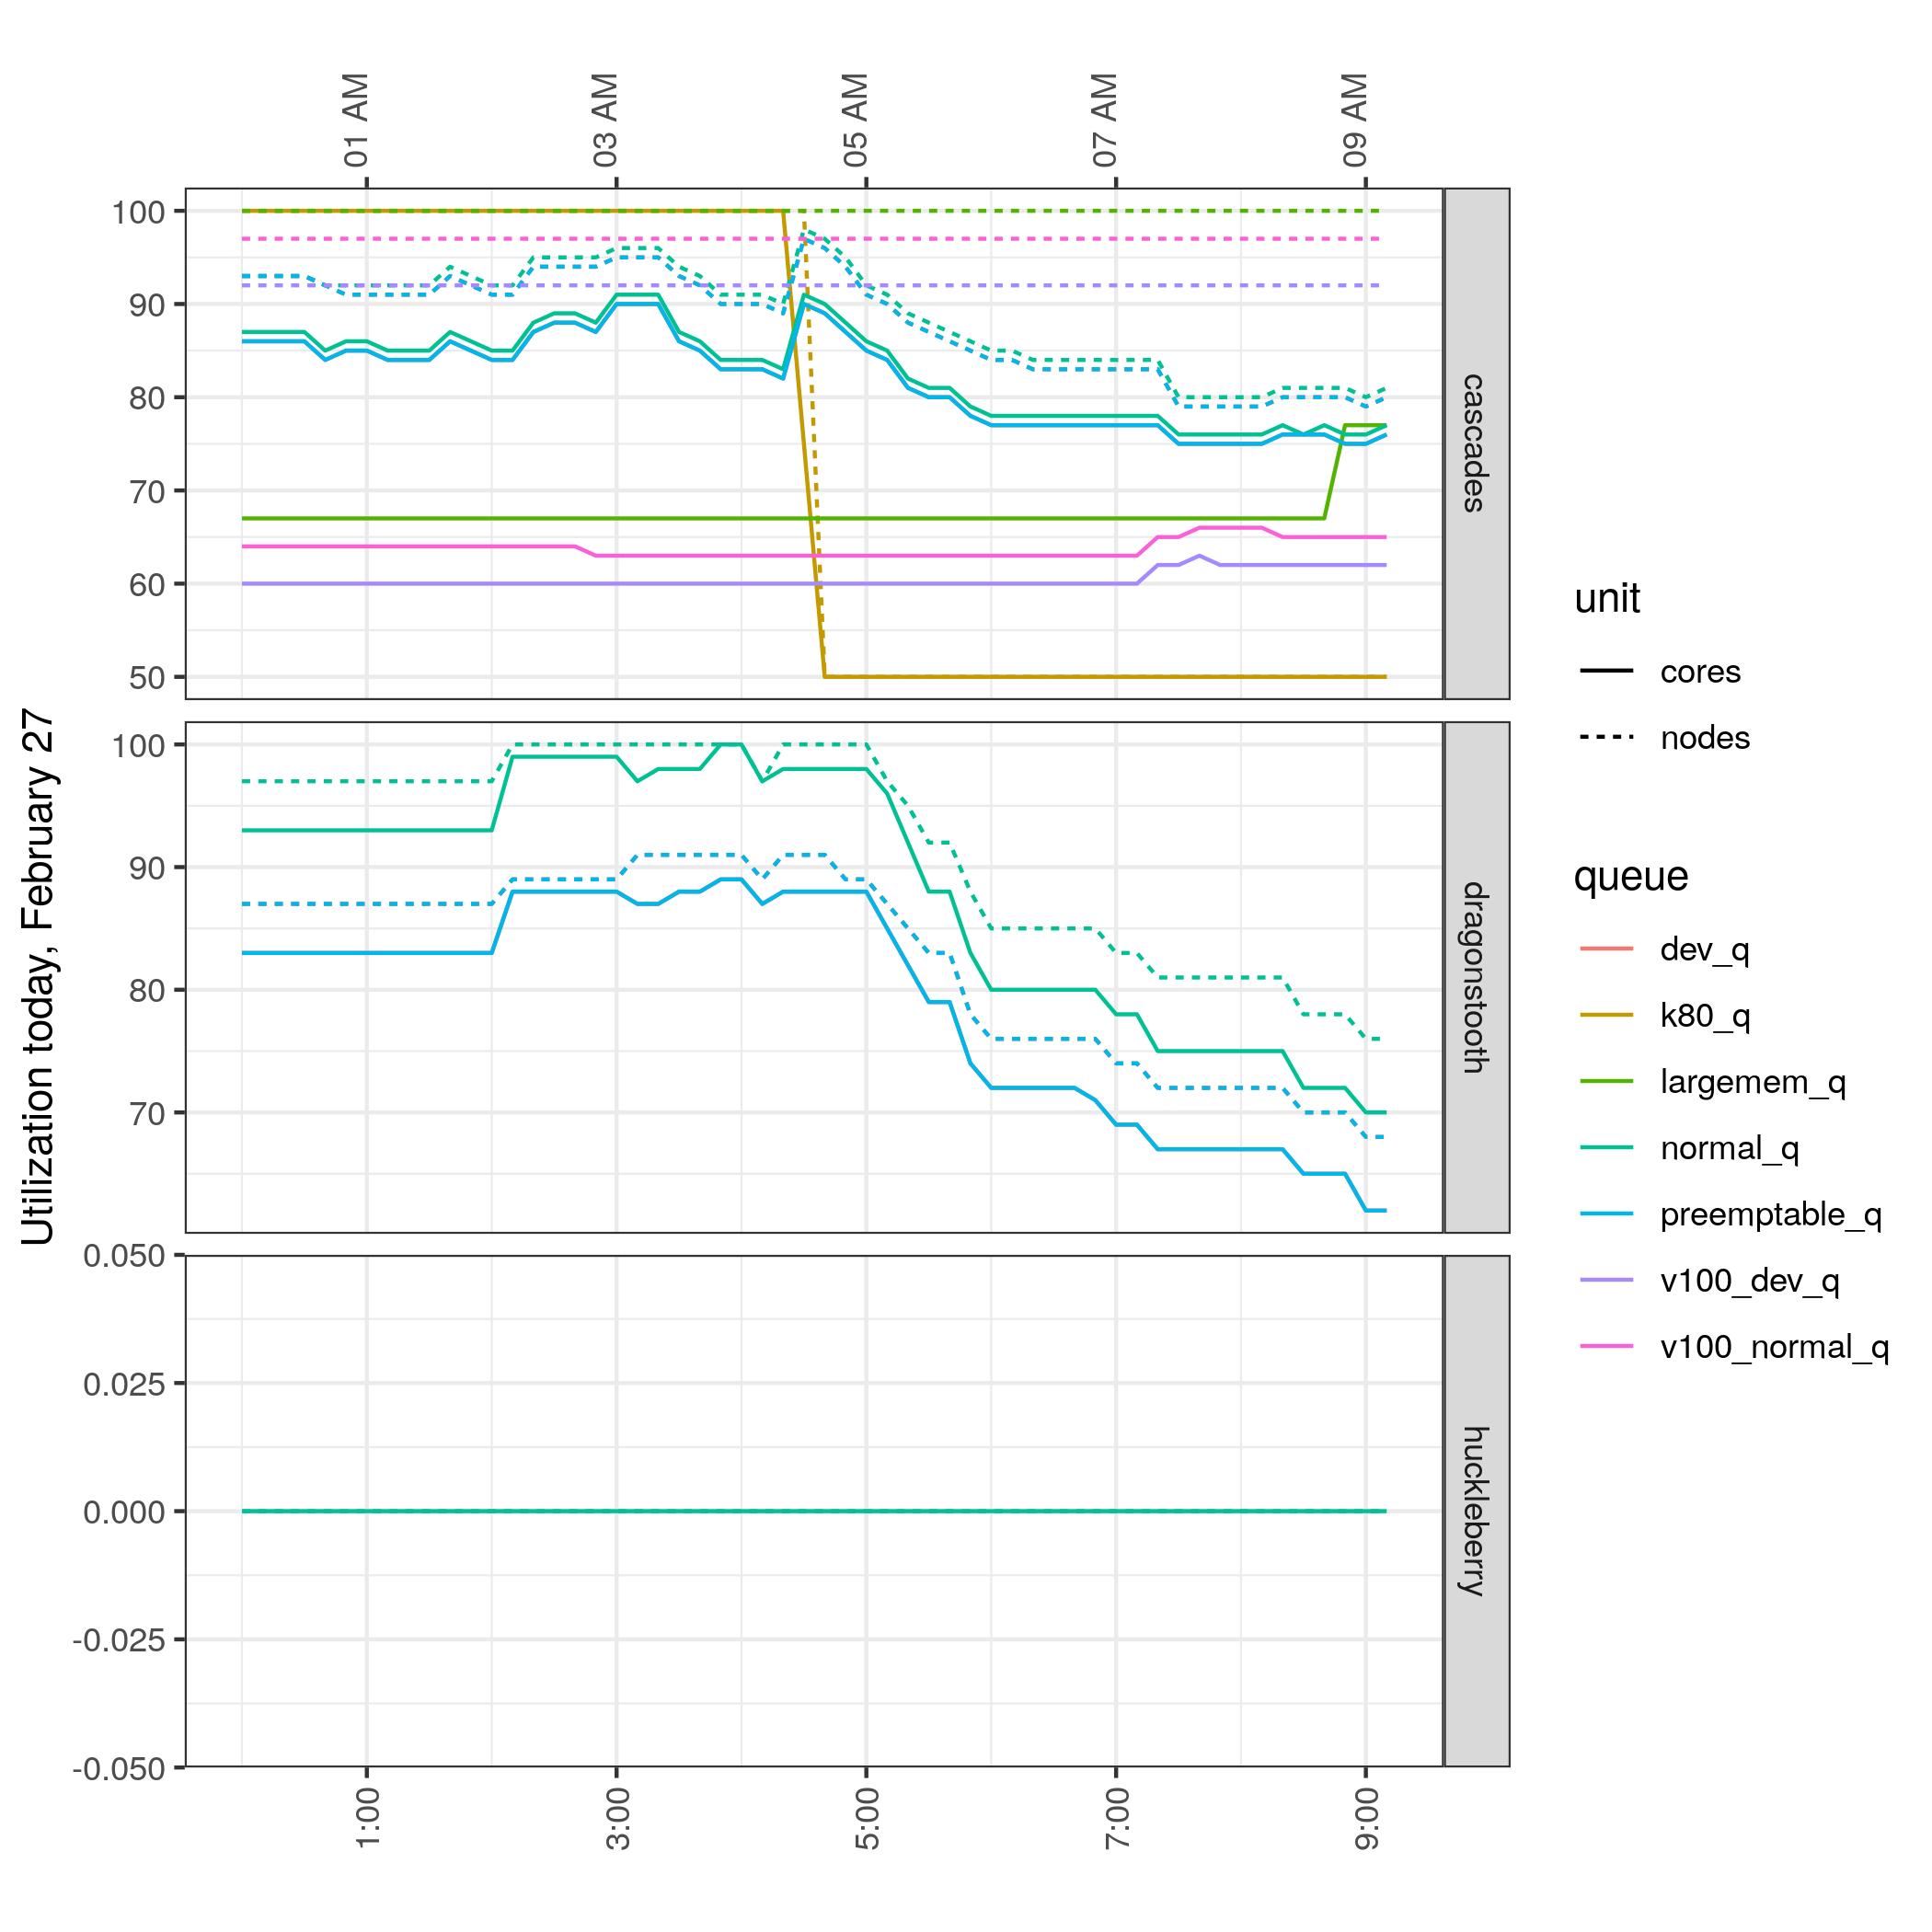 01 AM
03 AM
05 AM
07 AM
09 AM
Utilization today, February 27
100
90
80
70
60
50
cascades
100
90
80
70
dragonstooth
0.050
0.025
0.000
-0.025
-0.050
huckleberry
1:00
3:00
5:00
7:00
9:00
unit
cores
nodes
queue
dev_q
k80_q
largemem_q
normal_q
preemptable_q
v100_dev_q
v100_normal_q